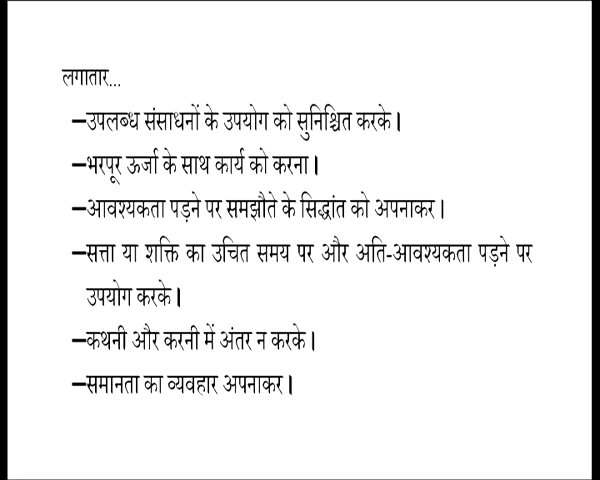 लगातार...
–उपलब्ध संसाधनों के उपयोग को सुनिश्चित करके।
–भरपूर ऊर्जा के साथ कार्य को करना।
–आवश्यकता पड़ने पर समझौते के सिद्धांत को अपनाकर।
–सत्ता या शक्ति का उचित समय पर और अति-आवश्यकता पड़ने पर
उपयोग करके।
–कथनी और करनी में अंतर न करके।
–समानता का व्यवहार अपनाकर।